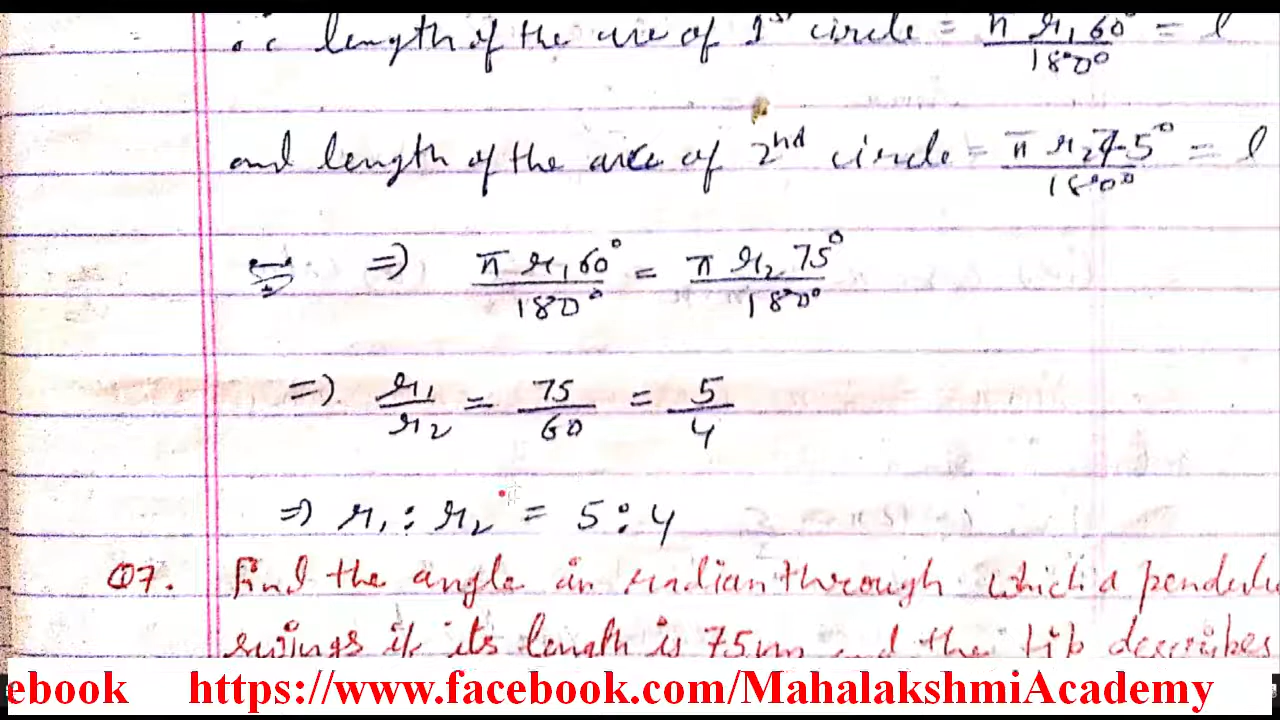 ∴ length of the arc of 1st circle = π r₁ 60°/180° = l
and length of the arc of 2nd circle = π r₂ 75°/180° = l
⇒ π r₁ 60°/180° = π r₂ 75°/180°
⇒ r₁/r₂ = 75/60 = 5/4
⇒ r₁ : r₂ = 5 : 4
Q7. Find the angle in radian through which a pendulu
swings if its length is 75 cm and the tip describes
ebook https://www.facebook.com/MahalakshmiAcademy